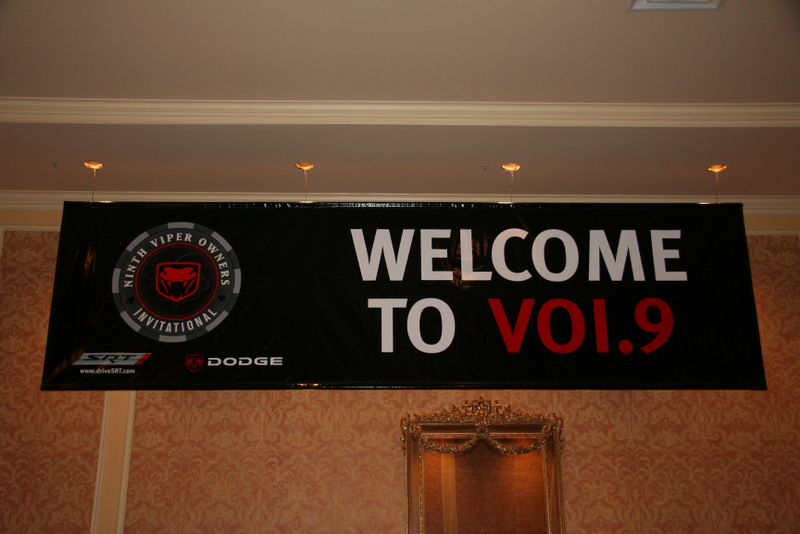 NINTH VIPER OWNERS
INVITATIONAL
SRT
www.driveSRT.com
DODGE
WELCOME
TO VOI.9